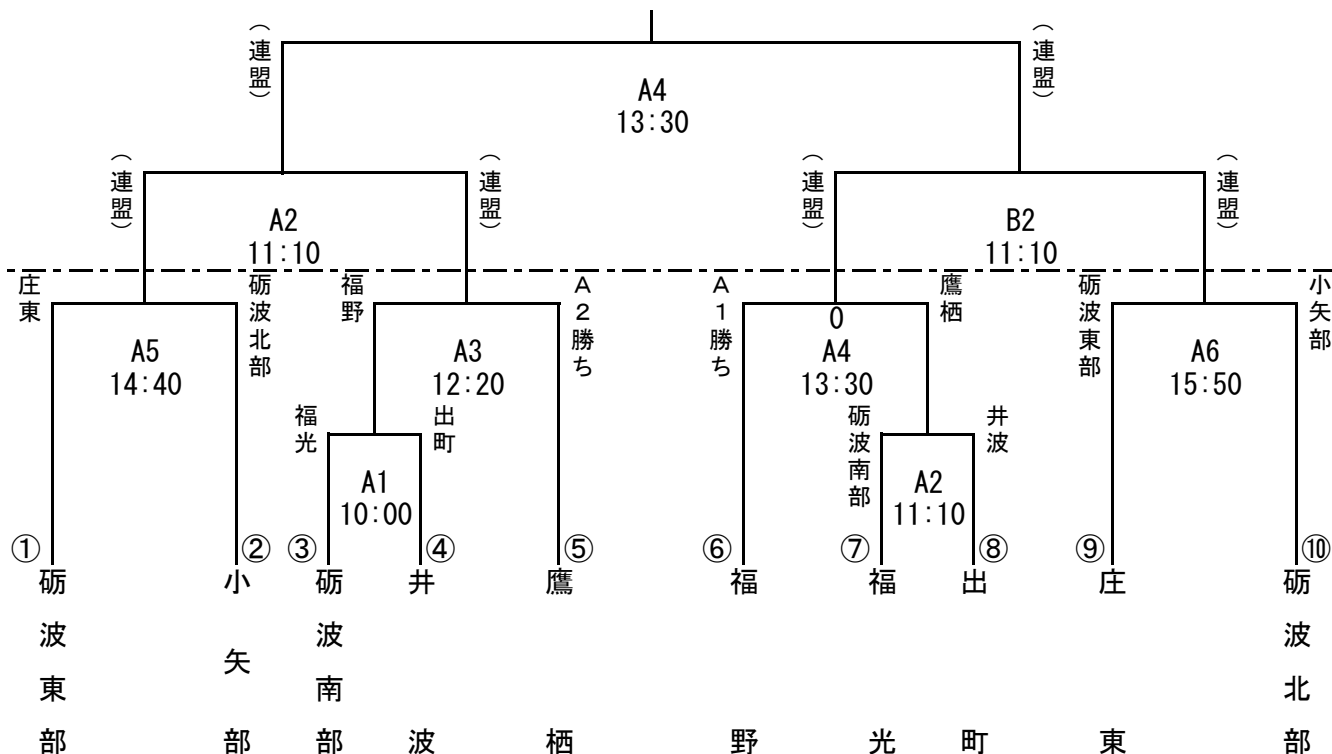 （連盟）
（連盟）
A4
13:30
（連盟）
（連盟）
（連盟）
（連盟）
A2
11:10
B2
11:10
庄東
砺波北部
福野
A2勝ち
A1勝ち
鷹栖
砺波東部
小矢部
0
A5
14:40
A3
12:20
A4
13:30
A6
15:50
福光
出町
砺波南部
井波
A1
10:00
A2
11:10
①
②
③
④
⑤
⑥
⑦
⑧
⑨
⑩
砺波東部
小矢部
砺波南部
井波
鷹栖
福野
福光
出町
庄東
砺波北部